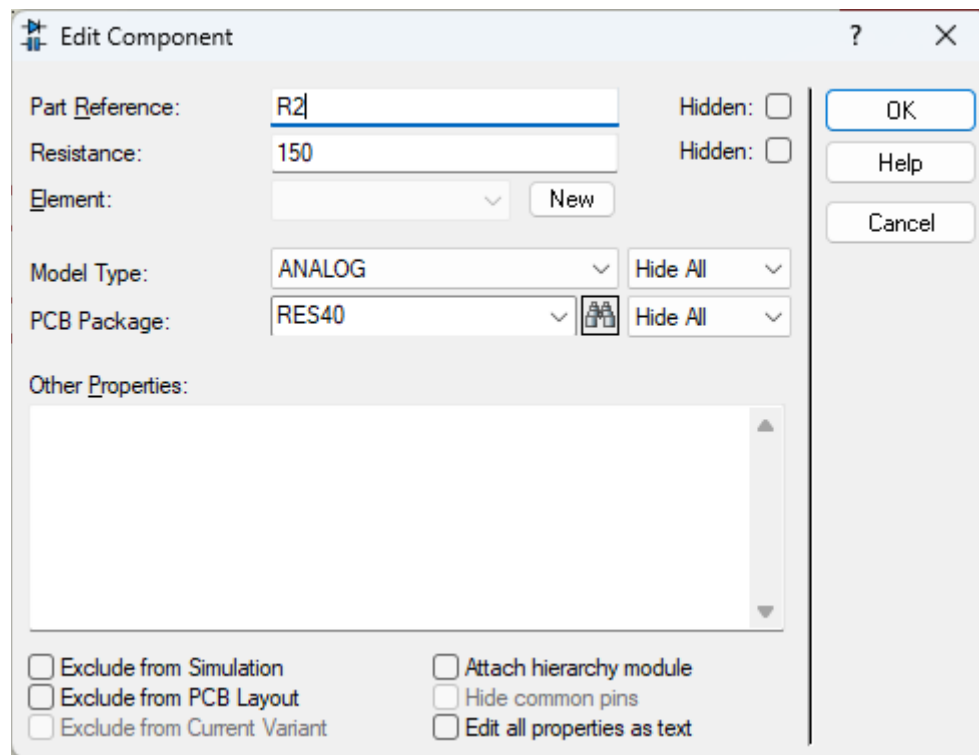 Edit Component ? ×
Part Reference: R2 Hidden:
Resistance: 150 Hidden:
Element: New
Model Type: ANALOG Hide All
PCB Package: RES40 Hide All
Other Properties:
Exclude from Simulation Attach hierarchy module
Exclude from PCB Layout Hide common pins
Exclude from Current Variant Edit all properties as text
OK
Help
Cancel